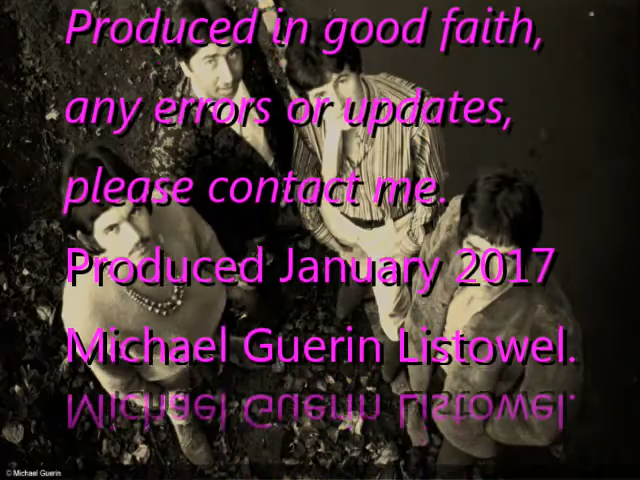 Produced in good faith,
any errors or updates,
please contact me.
Produced January 2017
Michael Guerin Listowel.
© Michael Guerin